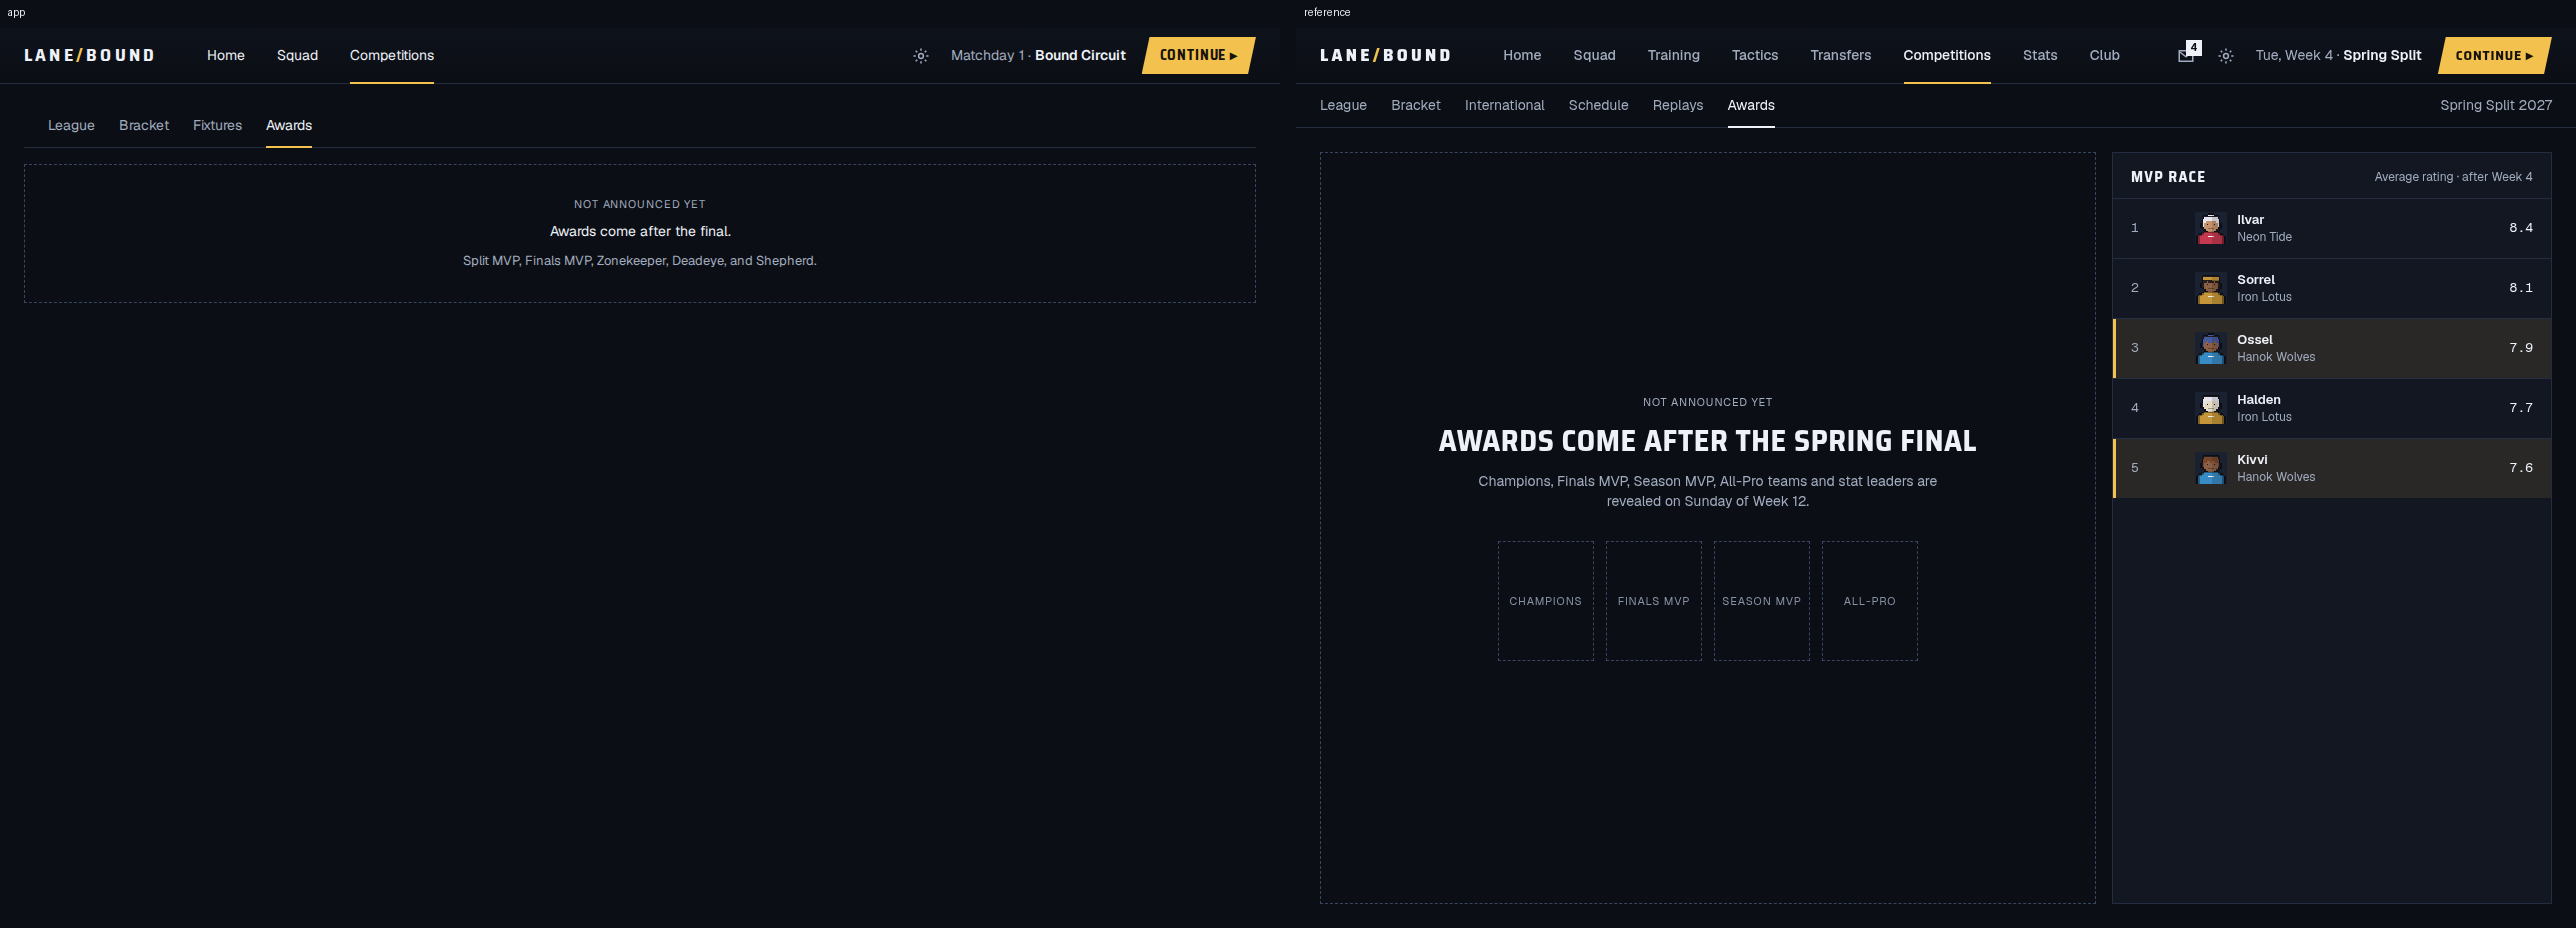 app
LANE/BOUND Home Squad Competitions Matchday 1 · Bound Circuit CONTINUE ▸
League Bracket Fixtures Awards
NOT ANNOUNCED YET
Awards come after the final.
Split MVP, Finals MVP, Zonekeeper, Deadeye, and Shepherd.
reference
LANE/BOUND Home Squad Training Tactics Transfers Competitions Stats Club 4 Tue, Week 4 · Spring Split CONTINUE ▸
League Bracket International Schedule Replays Awards Spring Split 2027
NOT ANNOUNCED YET
AWARDS COME AFTER THE SPRING FINAL
Champions, Finals MVP, Season MVP, All-Pro teams and stat leaders are
revealed on Sunday of Week 12.
CHAMPIONS FINALS MVP SEASON MVP ALL-PRO
MVP RACE Average rating · after Week 4
1 Ilvar 8.4
Neon Tide
2 Sorrel 8.1
Iron Lotus
3 Ossel 7.9
Hanok Wolves
4 Halden 7.7
Iron Lotus
5 Kivvi 7.6
Hanok Wolves